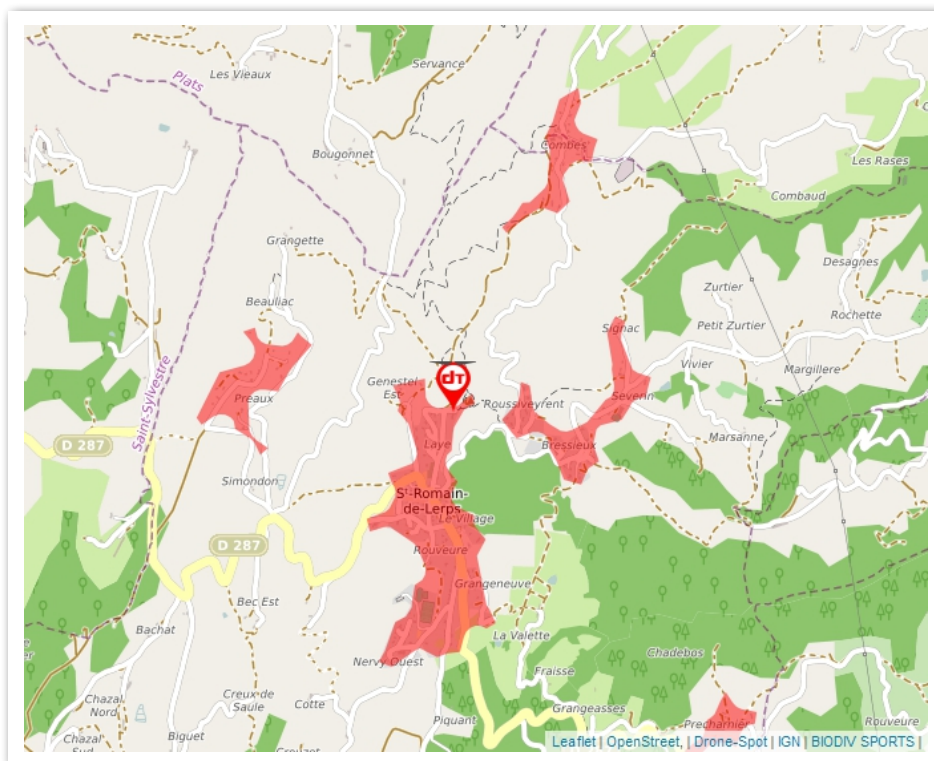 Servance
Les Vieaux
Plats
Combes
Bougonnet
Les Rases
Combaud
Grangette
Desagnes
Beauliac
Zurtier
Rochette
Signac
Petit Zurtier
Saint-Sylvestre
Vivier
Margillere
dT
Genestel
Est
Preaux
Severin
Roussiveyrent
D 287
Laye
Bressieux
Marsanne
Simondon
St-Romain-
de-Lerps
Le Village
D 287
Rouveure
Grangeneuve
Bec Est
Bachat
La Valette
Chadebos
Nervy Ouest
Fraisse
Chazal
Nord
Creux de
Saule
Cotte
Grangeasses
Rouveure
Piquant
Biguet
Chazal
Leaflet | OpenStreet, | Drone-Spot | IGN | BIODIV SPORTS |